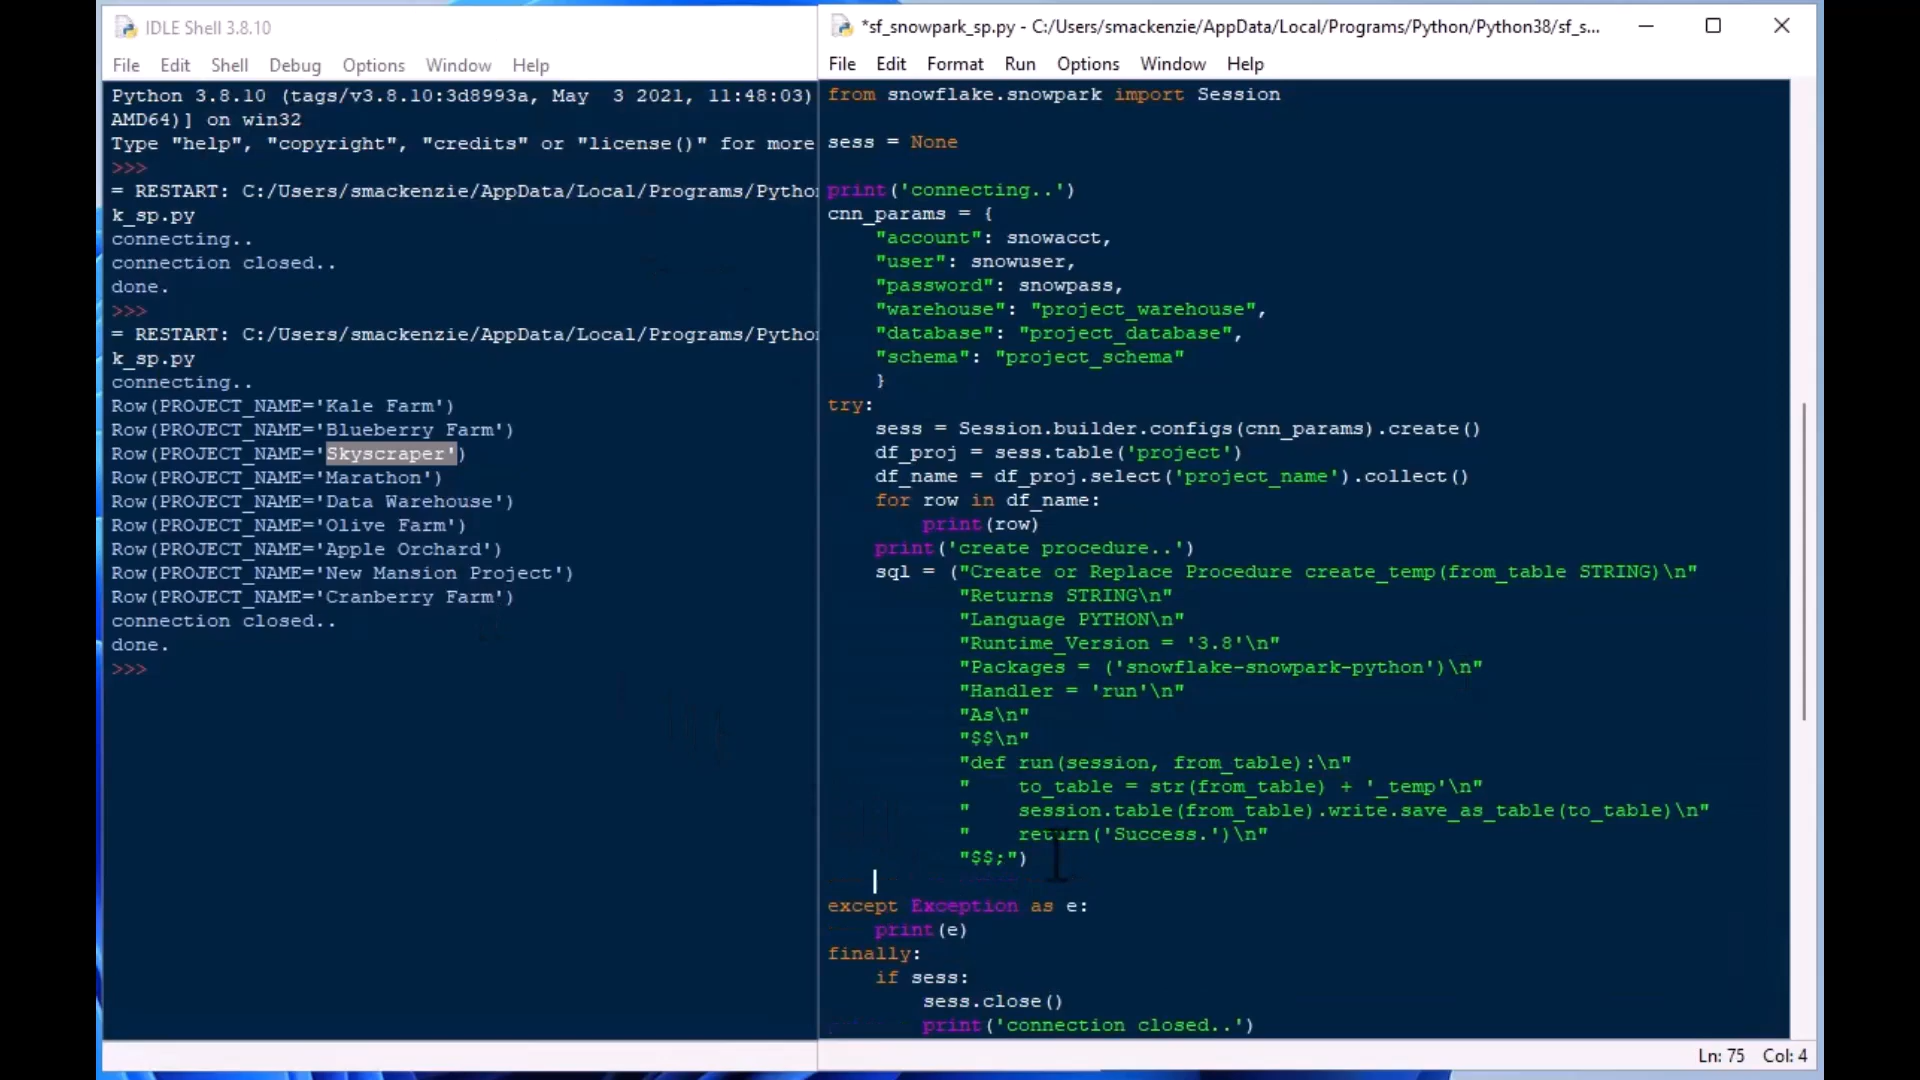 IDLE Shell 3.8.10
File Edit Shell Debug Options Window Help
Python 3.8.10 (tags/v3.8.10:3d8993a, May  3 2021, 11:48:03)
AMD64)] on win32
Type "help", "copyright", "credits" or "license()" for more
>>>
= RESTART: C:/Users/smackenzie/AppData/Local/Programs/Pytho
k_sp.py
connecting..
connection closed..
done.
>>>
= RESTART: C:/Users/smackenzie/AppData/Local/Programs/Pytho
k_sp.py
connecting..
Row(PROJECT_NAME='Kale Farm')
Row(PROJECT_NAME='Blueberry Farm')
Row(PROJECT_NAME='Skyscraper')
Row(PROJECT_NAME='Marathon')
Row(PROJECT_NAME='Data Warehouse')
Row(PROJECT_NAME='Olive Farm')
Row(PROJECT_NAME='Apple Orchard')
Row(PROJECT_NAME='New Mansion Project')
Row(PROJECT_NAME='Cranberry Farm')
connection closed..
done.
>>>
*sf_snowpark_sp.py - C:/Users/smackenzie/AppData/Local/Programs/Python/Python38/sf_s...
File Edit Format Run Options Window Help
from snowflake.snowpark import Session
sess = None
print('connecting..')
cnn_params = {
    "account": snowacct,
    "user": snowuser,
    "password": snowpass,
    "warehouse": "project_warehouse",
    "database": "project_database",
    "schema": "project_schema"
    }
try:
    sess = Session.builder.configs(cnn_params).create()
    df_proj = sess.table('project')
    df_name = df_proj.select('project_name').collect()
    for row in df_name:
        print(row)
    print('create procedure..')
    sql = ("Create or Replace Procedure create_temp(from_table STRING)\n"
           "Returns STRING\n"
           "Language PYTHON\n"
           "Runtime_Version = '3.8'\n"
           "Packages = ('snowflake-snowpark-python')\n"
           "Handler = 'run'\n"
           "As\n"
           "$$\n"
           "def run(session, from_table):\n"
           "    to_table = str(from_table) + '_temp'\n"
           "    session.table(from_table).write.save_as_table(to_table)\n"
           "    return('Success.')\n"
           "$$;")
except Exception as e:
    print(e)
finally:
    if sess:
        sess.close()
        print('connection closed..')
Ln: 75 Col: 4